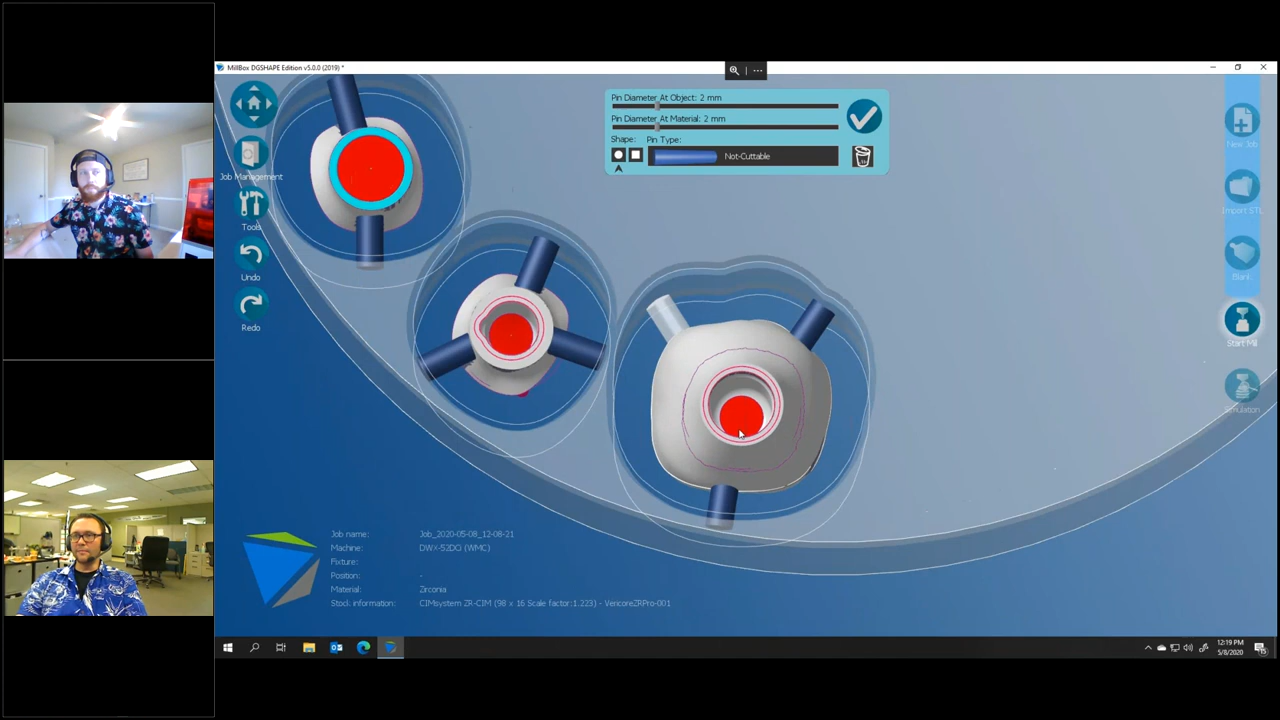 MillBox DGSHAPE Edition v5.0.0 (2019) *
Pin Diameter At Object: 2 mm
Pin Diameter At Material: 2 mm
Shape:
Pin Type:
Not-Cuttable
Job Management
Tools
Undo
Redo
New Job
Import STL
Blank
Start Mill
Simulation
Job name: Job_2020-05-08_12-08-21
Machine: DWX-52DCi (WMC)
Fixture:
Position: -
Material: Zirconia
Stock information: CIMsystem ZR-CIM (98 x 16 Scale factor:1.223) - VericoreZRPro-001
12:19 PM
5/8/2020